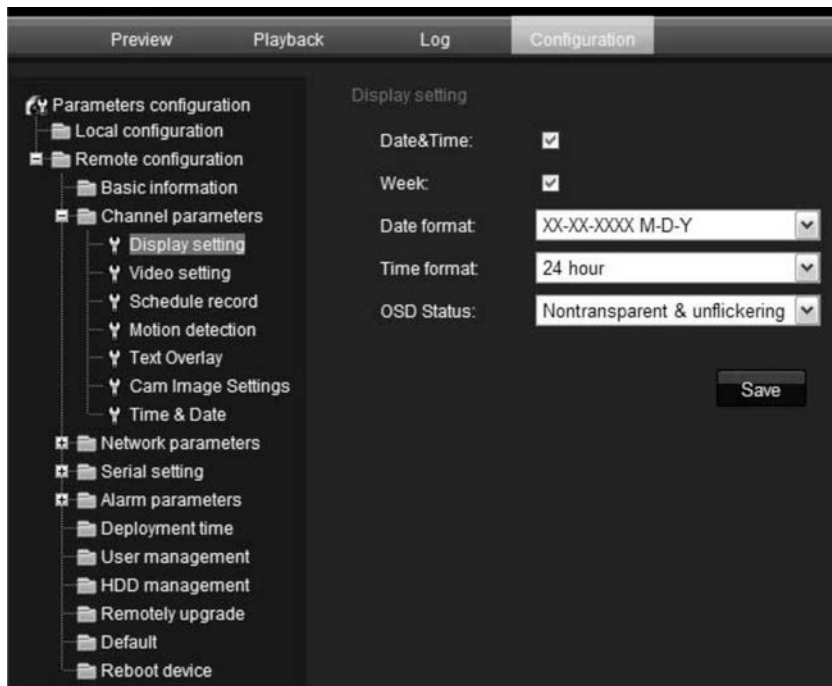 Preview Playback Log Configuration
Parameters configuration
Local configuration
Remote configuration
Basic information
Channel parameters
Display setting
Video setting
Schedule record
Motion detection
Text Overlay
Cam Image Settings
Time & Date
Network parameters
Serial setting
Alarm parameters
Deployment time
User management
HDD management
Remotely upgrade
Default
Reboot device
Display setting
Date&Time:
Week:
Date format: XX-XX-XXXX M-D-Y
Time format: 24 hour
OSD Status: Nontransparent & unflickering
Save